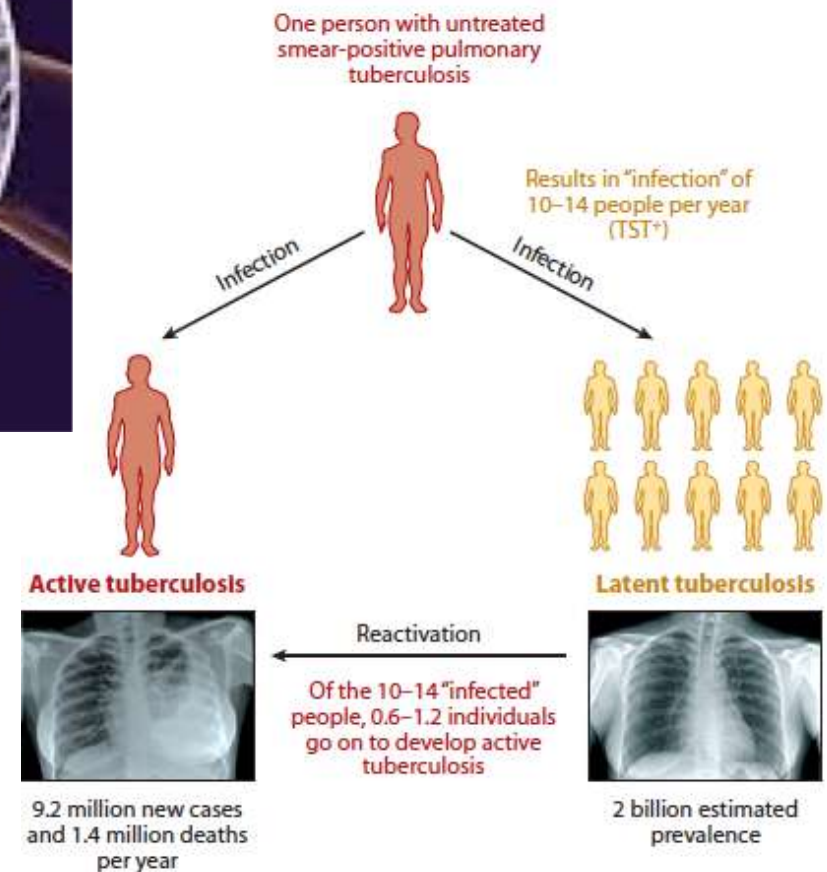 One person with untreated
smear-positive pulmonary
tuberculosis
Results in "infection" of
10–14 people per year
(TST⁺)
Infection
Infection
Active tuberculosis
Latent tuberculosis
Reactivation
Of the 10–14 "infected"
people, 0.6–1.2 individuals
go on to develop active
tuberculosis
9.2 million new cases
and 1.4 million deaths
per year
2 billion estimated
prevalence